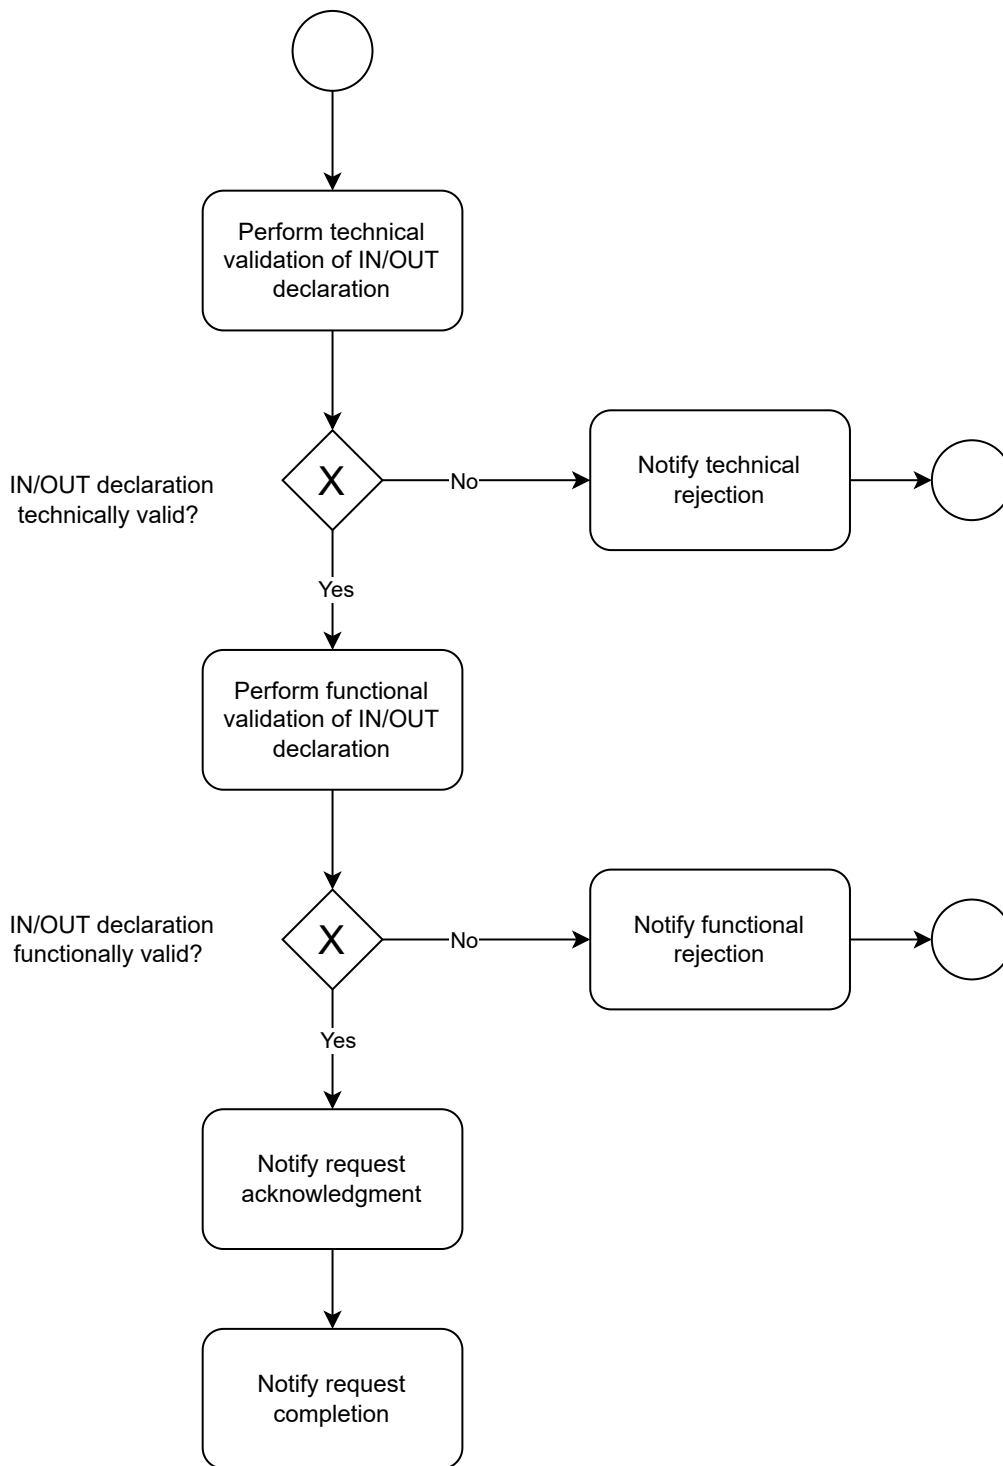 Perform technical
validation of IN/OUT
declaration
IN/OUT declaration
technically valid?
X
No
Notify technical
rejection
Yes
Perform functional
validation of IN/OUT
declaration
IN/OUT declaration
functionally valid?
X
No
Notify functional
rejection
Yes
Notify request
acknowledgment
Notify request
completion